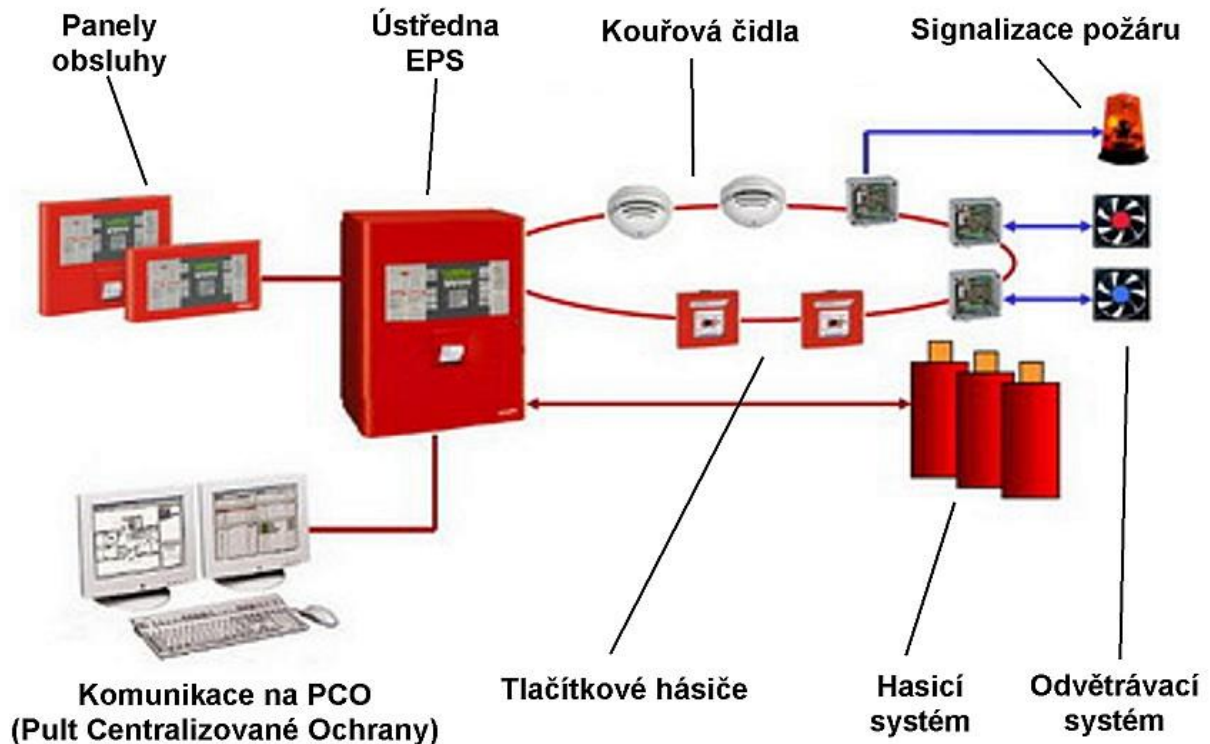 Panely
obsluhy
Ústředna
EPS
Kouřová čidla
Signalizace požáru
Komunikace na PCO
(Pult Centralizované Ochrany)
Tlačítkové hásiče
Hasicí
systém
Odvětrávací
systém